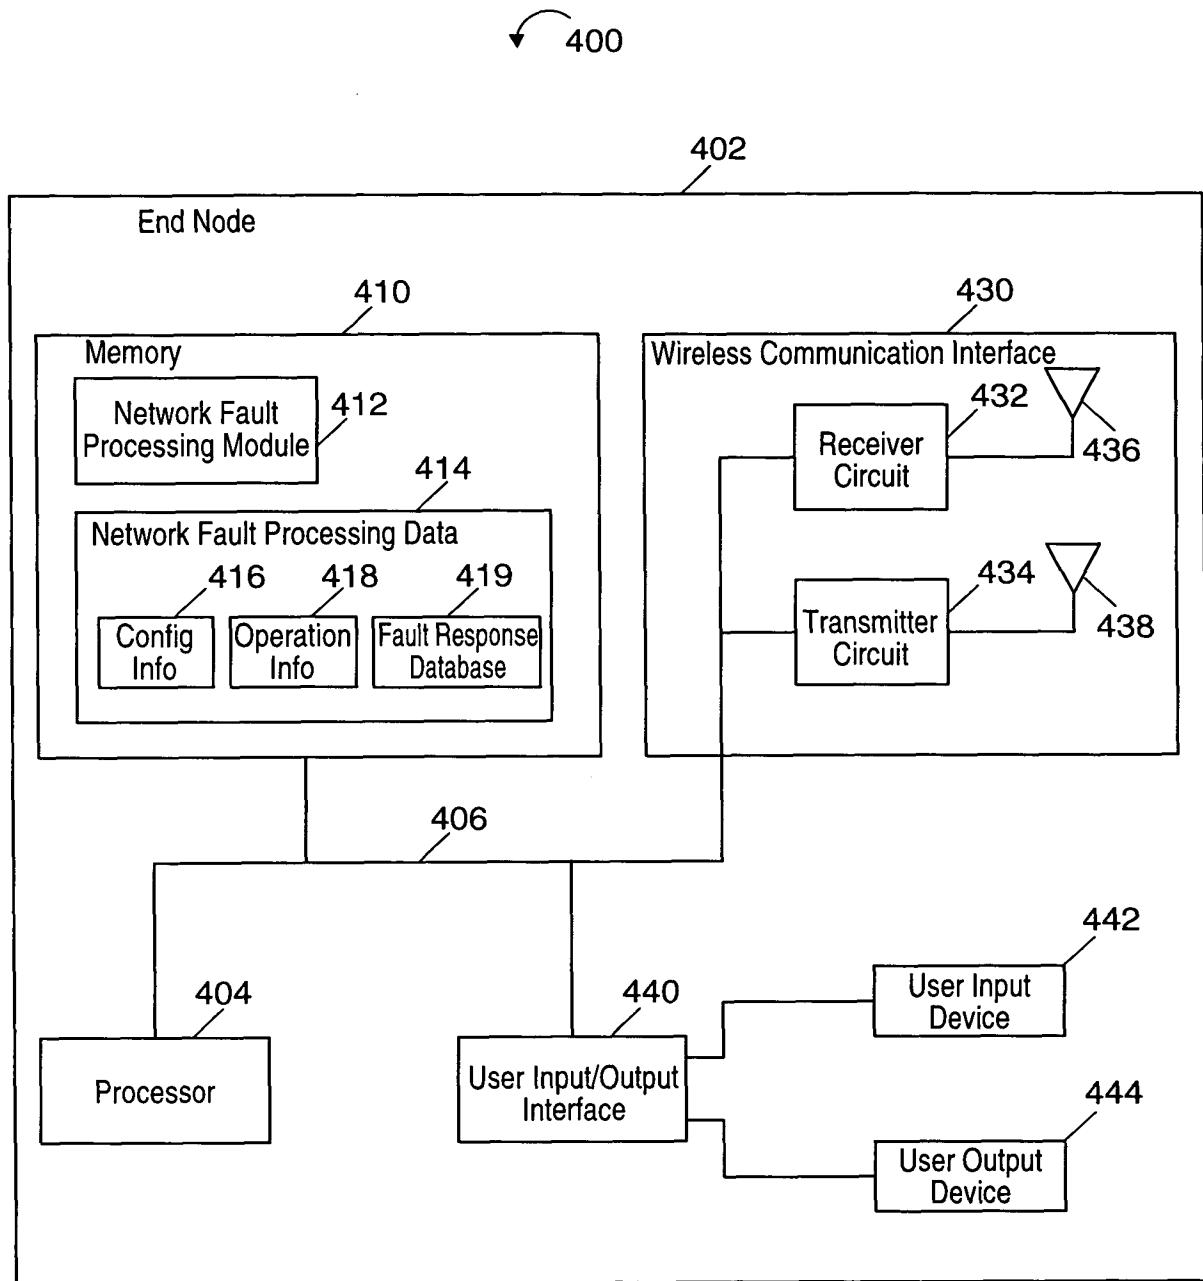 400
402
End Node
410
430
Memory
Wireless Communication Interface
Network Fault
Processing Module
412
432
Receiver
Circuit
436
414
Network Fault Processing Data
416
418
419
434
Config
Info
Operation
Info
Fault Response
Database
Transmitter
Circuit
438
406
442
404
440
User Input
Device
Processor
User Input/Output
Interface
444
User Output
Device